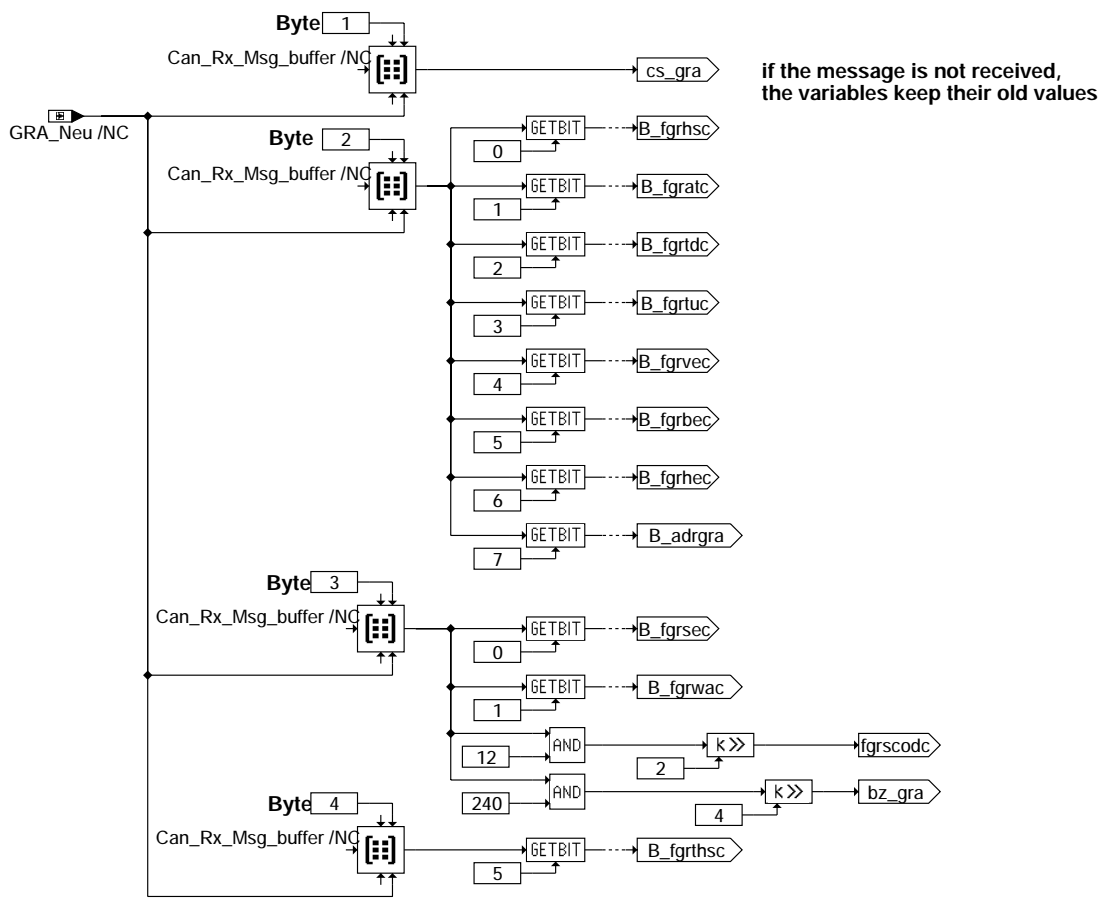 Byte 1
Can_Rx_Msg_buffer /NC
cs_gra
if the message is not received,
the variables keep their old values
GRA_Neu /NC
Byte 2
Can_Rx_Msg_buffer /NC
GETBIT
B_fgrhsc
0
GETBIT
B_fgratc
1
GETBIT
B_fgrtdc
2
GETBIT
B_fgrtuc
3
GETBIT
B_fgrvec
4
GETBIT
B_fgrbec
5
GETBIT
B_fgrhec
6
GETBIT
B_adrgra
7
Byte 3
Can_Rx_Msg_buffer /NC
GETBIT
B_fgrsec
0
GETBIT
B_fgrwac
1
AND
k>>
fgrscodc
12
2
AND
k>>
bz_gra
240
4
Byte 4
Can_Rx_Msg_buffer /NC
GETBIT
B_fgrthsc
5